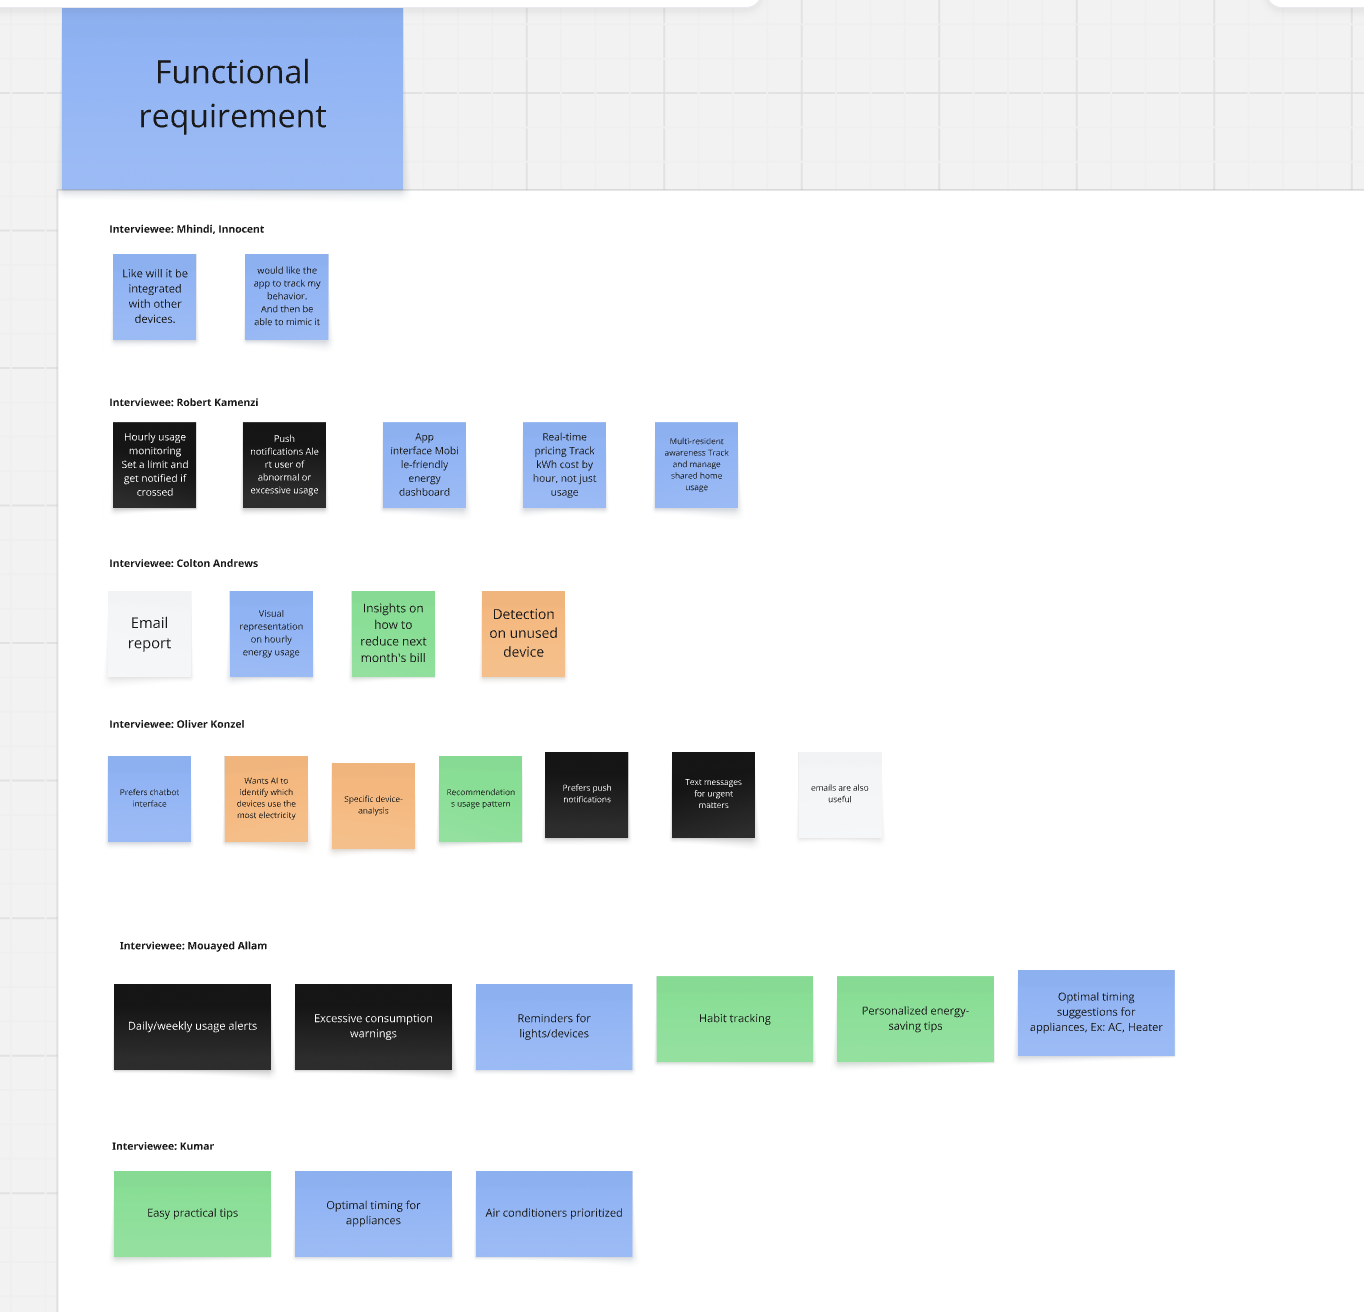 Functional
requirement
Interviewee: Mhindi, Innocent
Like will it be
integrated
with other
devices.
would like the
app to track my
behavior.
And then be
able to mimic it
Interviewee: Robert Kamenzi
Hourly usage
monitoring
Set a limit and
get notified if
crossed
Push
notifications Ale
rt user of
abnormal or
excessive usage
App
interface Mobi
le-friendly
energy
dashboard
Real-time
pricing Track
kWh cost by
hour, not just
usage
Multi-resident
awareness Track
and manage
shared home
usage
Interviewee: Colton Andrews
Email
report
Visual
representation
on hourly
energy usage
Insights on
how to
reduce next
month's bill
Detection
on unused
device
Interviewee: Oliver Konzel
Prefers chatbot
interface
Wants AI to
identify which
devices use the
most electricity
Specific device-
analysis
Recommendation
s usage pattern
Prefers push
notifications
Text messages
for urgent
matters
emails are also
useful
Interviewee: Mouayed Allam
Daily/weekly usage alerts
Excessive consumption
warnings
Reminders for
lights/devices
Habit tracking
Personalized energy-
saving tips
Optimal timing
suggestions for
appliances, Ex: AC, Heater
Interviewee: Kumar
Easy practical tips
Optimal timing for
appliances
Air conditioners prioritized